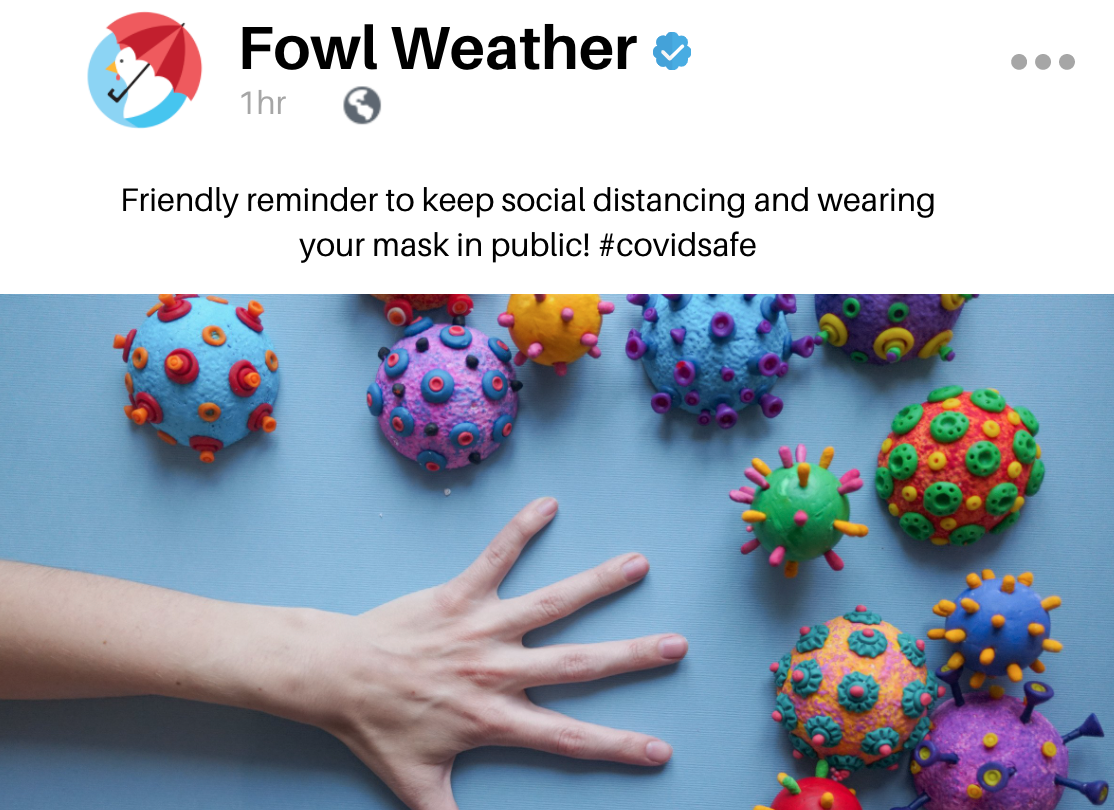 Fowl Weather
1hr
Friendly reminder to keep social distancing and wearing
your mask in public! #covidsafe